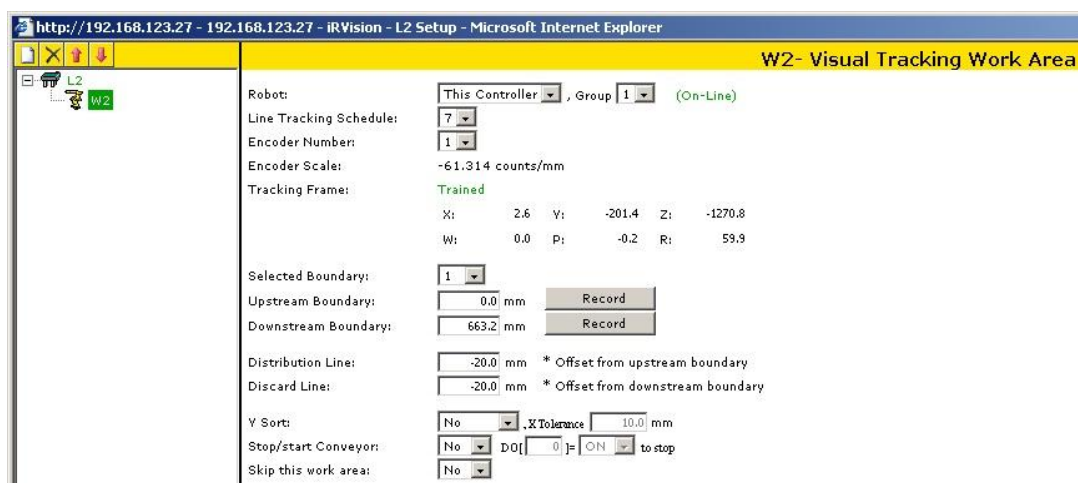 http://192.168.123.27 - 192.168.123.27 - iRVision - L2 Setup - Microsoft Internet Explorer
W2- Visual Tracking Work Area
L2
W2
Robot: This Controller , Group 1 (On-Line)
Line Tracking Schedule: 7
Encoder Number: 1
Encoder Scale: -61.314 counts/mm
Tracking Frame: Trained
X: 2.6 Y: -201.4 Z: -1270.8
W: 0.0 P: -0.2 R: 59.9
Selected Boundary: 1
Upstream Boundary: 0.0 mm Record
Downstream Boundary: 663.2 mm Record
Distribution Line: -20.0 mm * Offset from upstream boundary
Discard Line: -20.0 mm * Offset from downstream boundary
Y Sort: No , X Tolerance 10.0 mm
Stop/start Conveyor: No DO[ 0 ]= ON to stop
Skip this work area: No